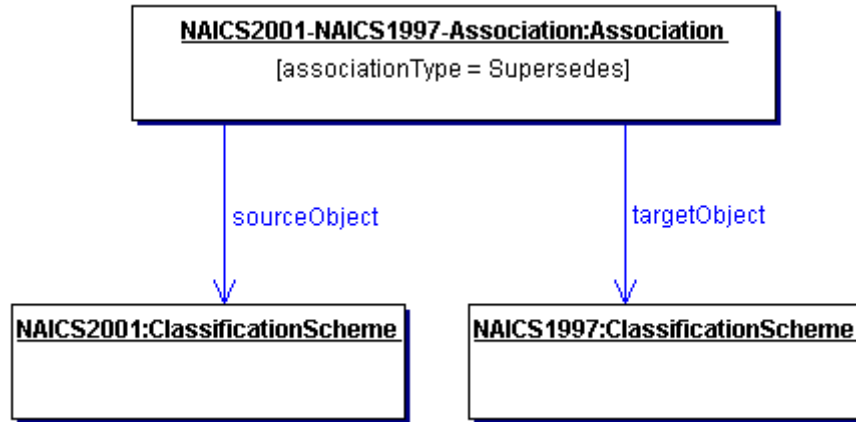 NAICS2001-NAICS1997-Association:Association
[associationType = Supersedes]
sourceObject
targetObject
NAICS2001:ClassificationScheme
NAICS1997:ClassificationScheme